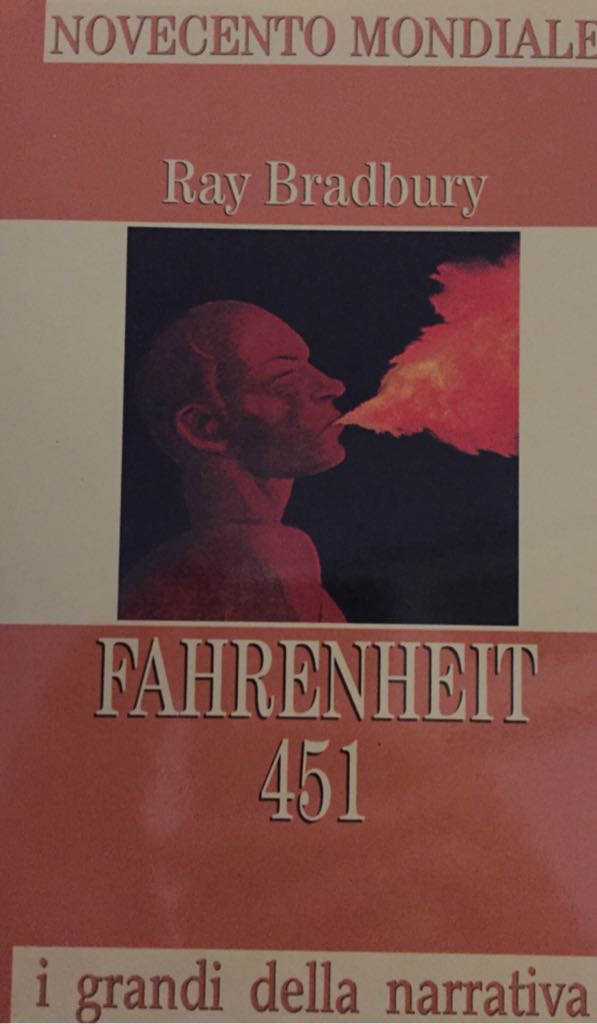 NOVECENTO MONDIALE
Ray Bradbury
FAHRENHEIT
451
i grandi della narrativa